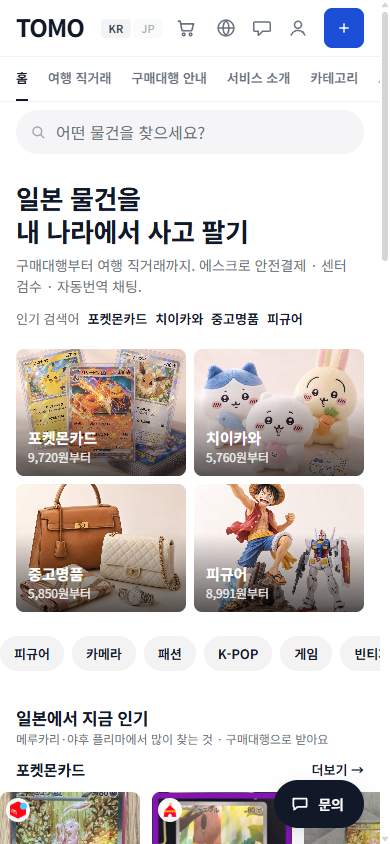 TOMO KR JP
홈 여행 직거래 구매대행 안내 서비스 소개 카테고리
어떤 물건을 찾으세요?
일본 물건을
내 나라에서 사고 팔기
구매대행부터 여행 직거래까지. 에스크로 안전결제 · 센터
검수 · 자동번역 채팅.
인기 검색어 포켓몬카드 치이카와 중고명품 피규어
포켓몬카드
9,720원부터
치이카와
5,760원부터
중고명품
5,850원부터
피규어
8,991원부터
피규어 카메라 패션 K-POP 게임
일본에서 지금 인기
메루카리·야후 플리마에서 많이 찾는 것 · 구매대행으로 받아요
포켓몬카드 더보기 →
문의